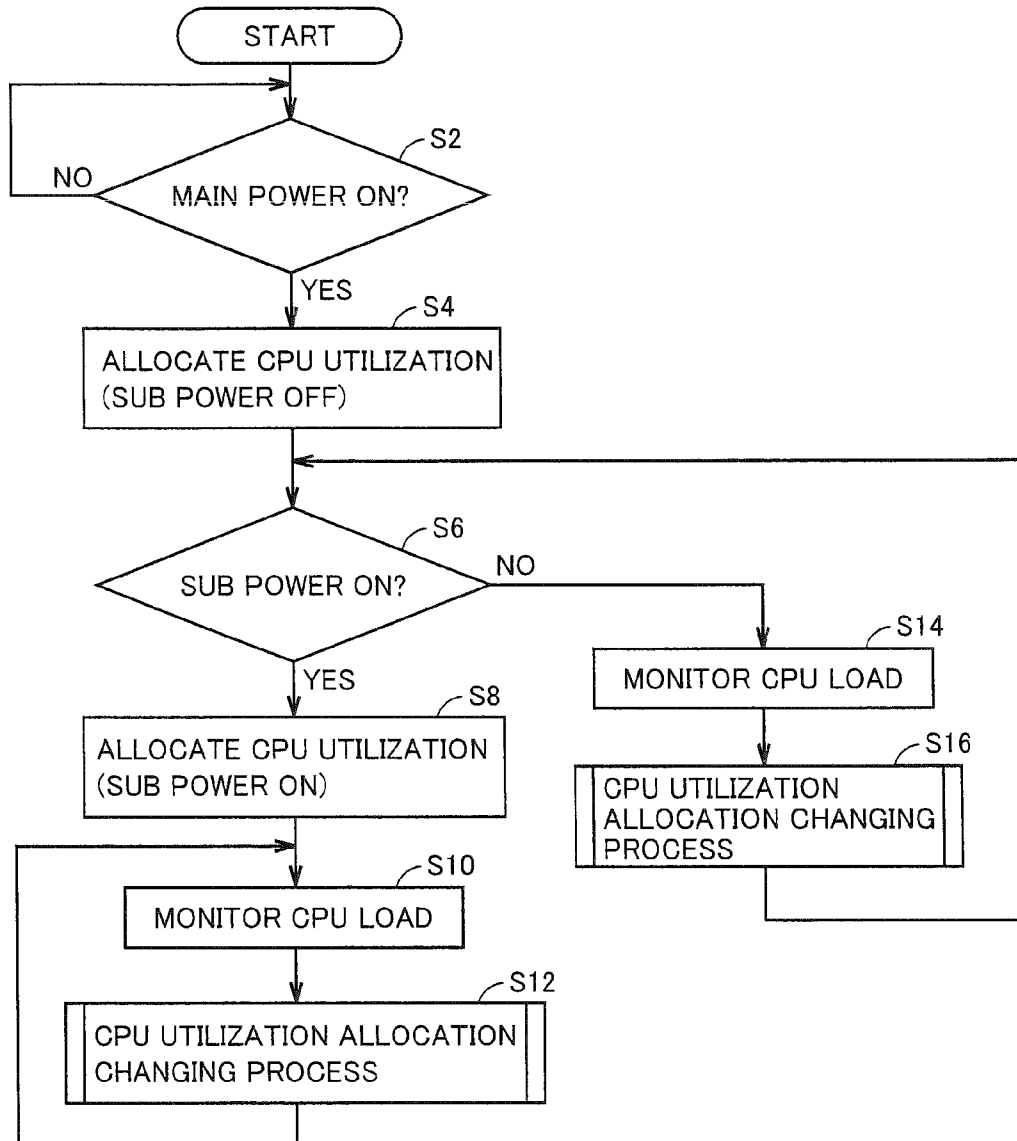 START
S2
NO
MAIN POWER ON?
YES
S4
ALLOCATE CPU UTILIZATION
(SUB POWER OFF)
S6
SUB POWER ON?
NO
YES
S14
MONITOR CPU LOAD
S8
ALLOCATE CPU UTILIZATION
(SUB POWER ON)
S16
CPU UTILIZATION
ALLOCATION CHANGING
PROCESS
S10
MONITOR CPU LOAD
S12
CPU UTILIZATION ALLOCATION
CHANGING PROCESS